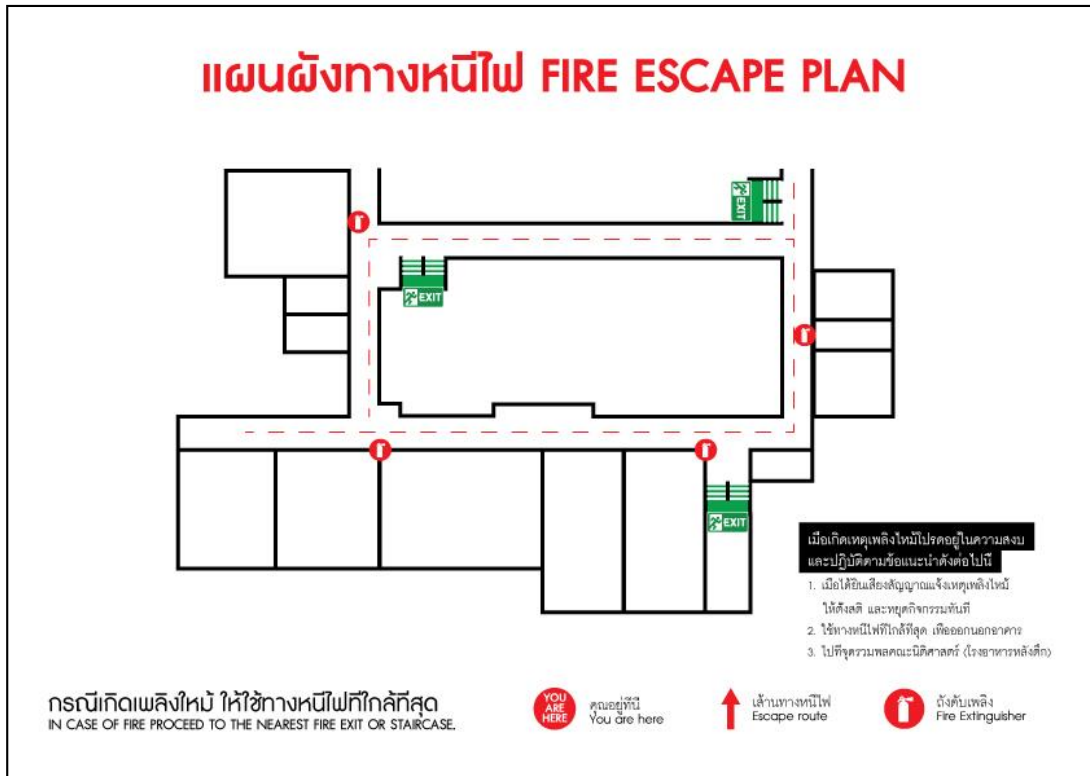 แผนผังทางหนีไฟ FIRE ESCAPE PLAN
EXIT
EXIT
EXIT
เมื่อเกิดเหตุเพลิงไหม้โปรดอยู่ในความสงบ
และปฏิบัติตามข้อแนะนำดังต่อไปนี้
1. เมื่อได้ยินเสียงสัญญาณแจ้งเหตุเพลิงไหม้
ให้ตั้งสติ และหยุดกิจกรรมทันที
2. ใช้ทางหนีไฟที่ใกล้ที่สุด เพื่อออกนอกอาคาร
3. ไปที่จุดรวมพลคณะนิติศาสตร์ (โรงอาหารหลังตึก)
กรณีเกิดเพลิงใหม้ ให้ใช้ทางหนีไฟที่ใกล้ที่สุด
IN CASE OF FIRE PROCEED TO THE NEAREST FIRE EXIT OR STAIRCASE.
YOU
ARE
HERE
คุณอยู่ที่นี่
You are here
เส้นทางหนีไฟ
Escape route
ถังดับเพลิง
Fire Extinguisher